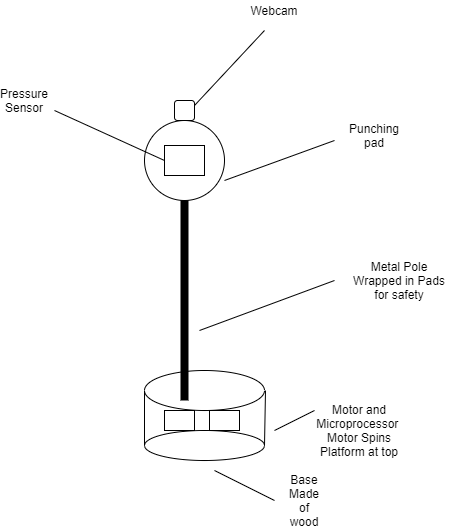 Webcam
Pressure
Sensor
Punching
pad
Metal Pole
Wrapped in Pads
for safety
Motor and
Microprocessor
Motor Spins
Platform at top
Base
Made
of
wood